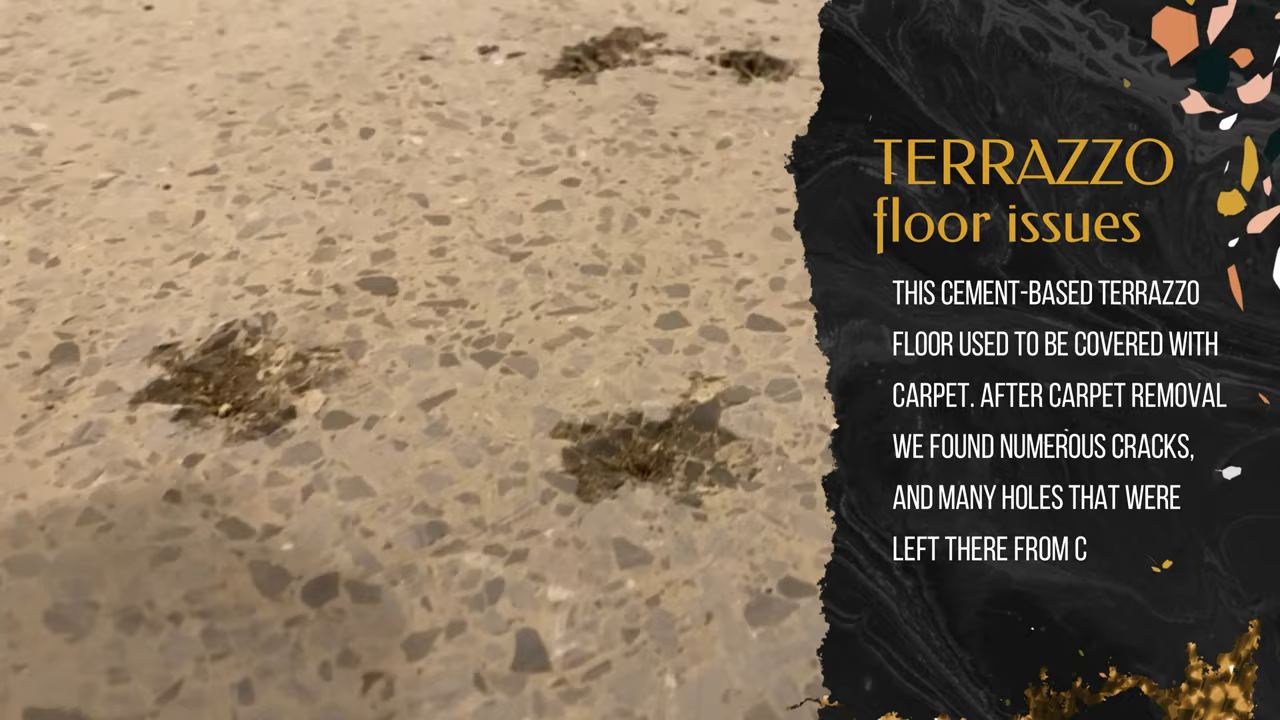 TERRAZZO
floor issues
THIS CEMENT-BASED TERRAZZO
FLOOR USED TO BE COVERED WITH
CARPET. AFTER CARPET REMOVAL
WE FOUND NUMEROUS CRACKS,
AND MANY HOLES THAT WERE
LEFT THERE FROM C